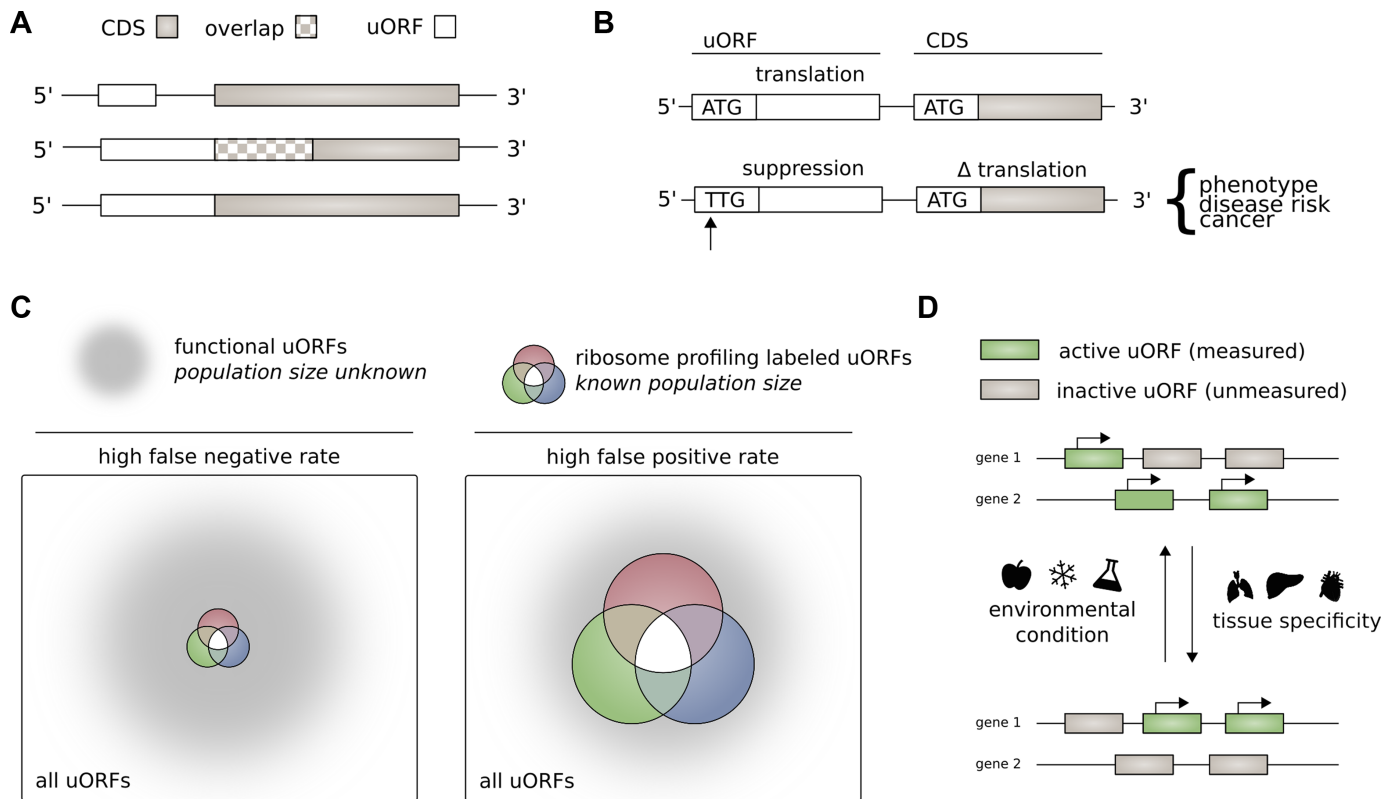 A
CDS
overlap
uORF
5'
3'
5'
3'
5'
3'
B
uORF
CDS
translation
5'
ATG
ATG
3'
suppression
Δ translation
5'
TTG
ATG
3'
{
phenotype
disease risk
cancer
C
functional uORFs
population size unknown
ribosome profiling labeled uORFs
known population size
high false negative rate
high false positive rate
all uORFs
all uORFs
D
active uORF (measured)
inactive uORF (unmeasured)
gene 1
gene 2
environmental
condition
tissue specificity
gene 1
gene 2